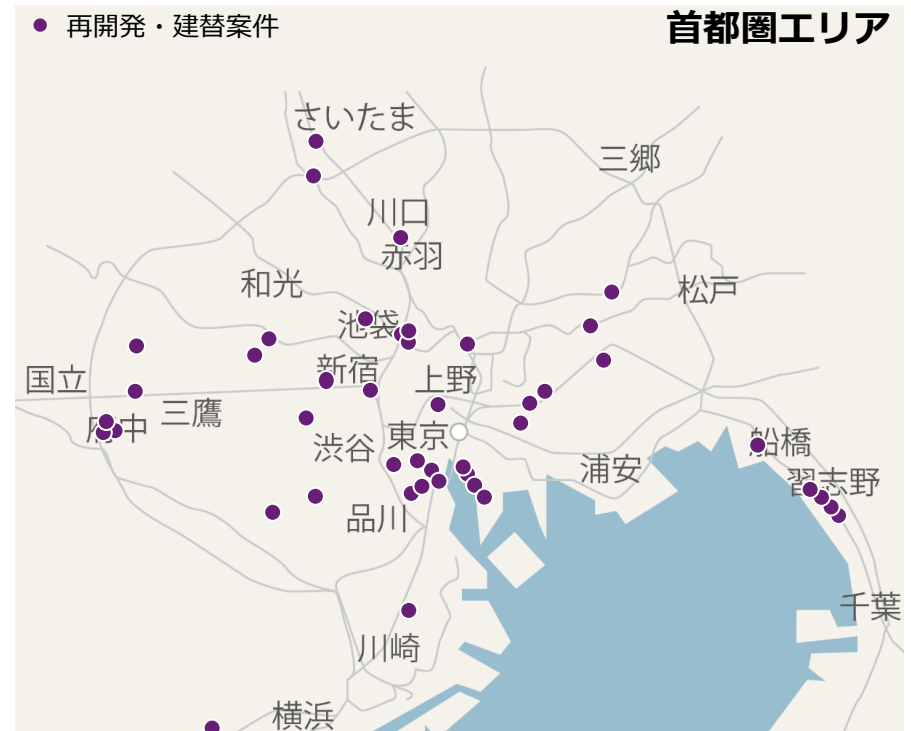 再開発・建替案件
首都圏エリア
さいたま
三郷
川口
赤羽
和光
松戸
池袋
新宿
国立
上野
三鷹
府中
東京
渋谷
船橋
浦安
習志野
品川
千葉
川崎
横浜